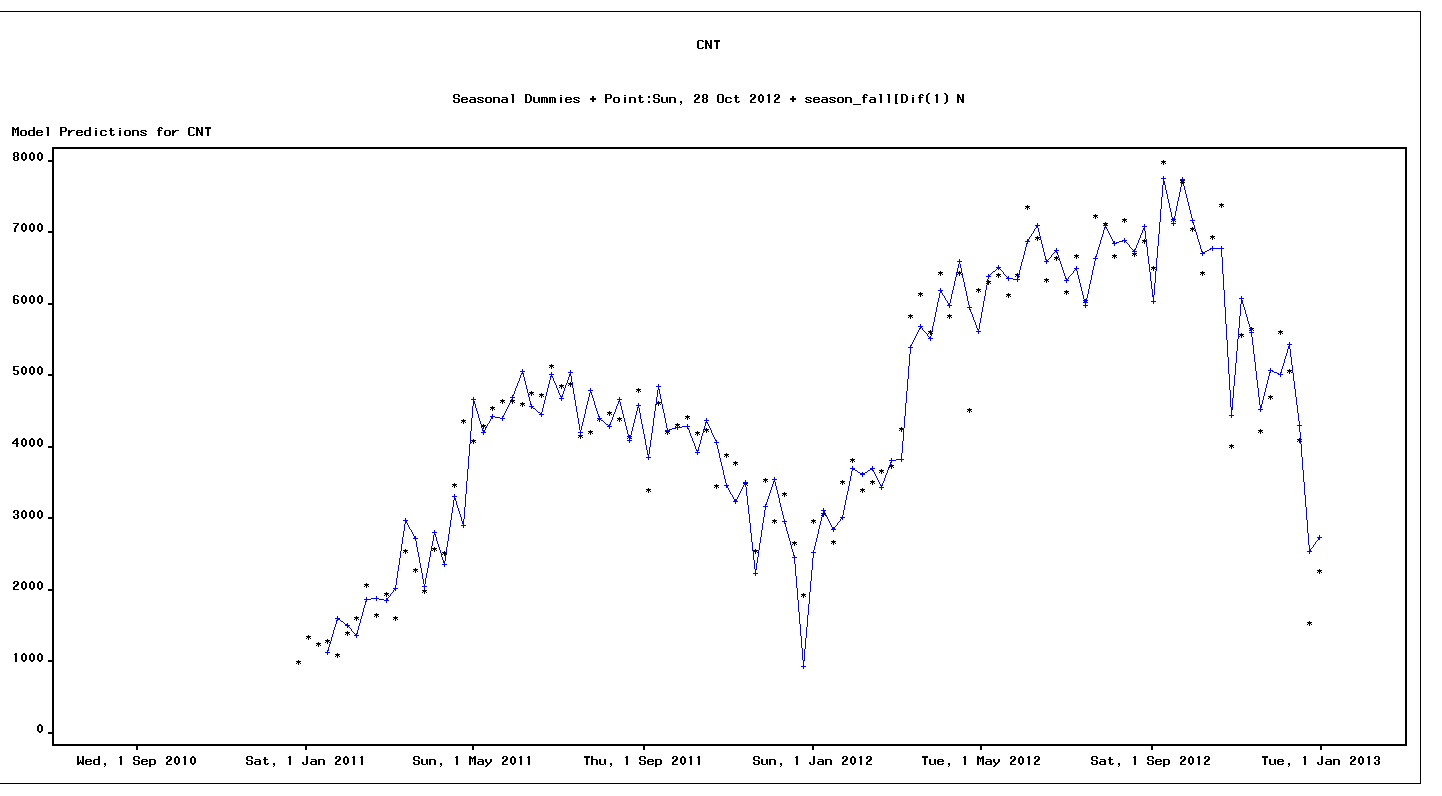 CNT
Seasonal Dummies + Point:Sun, 28 Oct 2012 + season_fall[Dif(1) N
Model Predictions for CNT
8000
7000
6000
5000
4000
3000
2000
1000
0
Wed, 1 Sep 2010 Sat, 1 Jan 2011 Sun, 1 May 2011 Thu, 1 Sep 2011 Sun, 1 Jan 2012 Tue, 1 May 2012 Sat, 1 Sep 2012 Tue, 1 Jan 2013